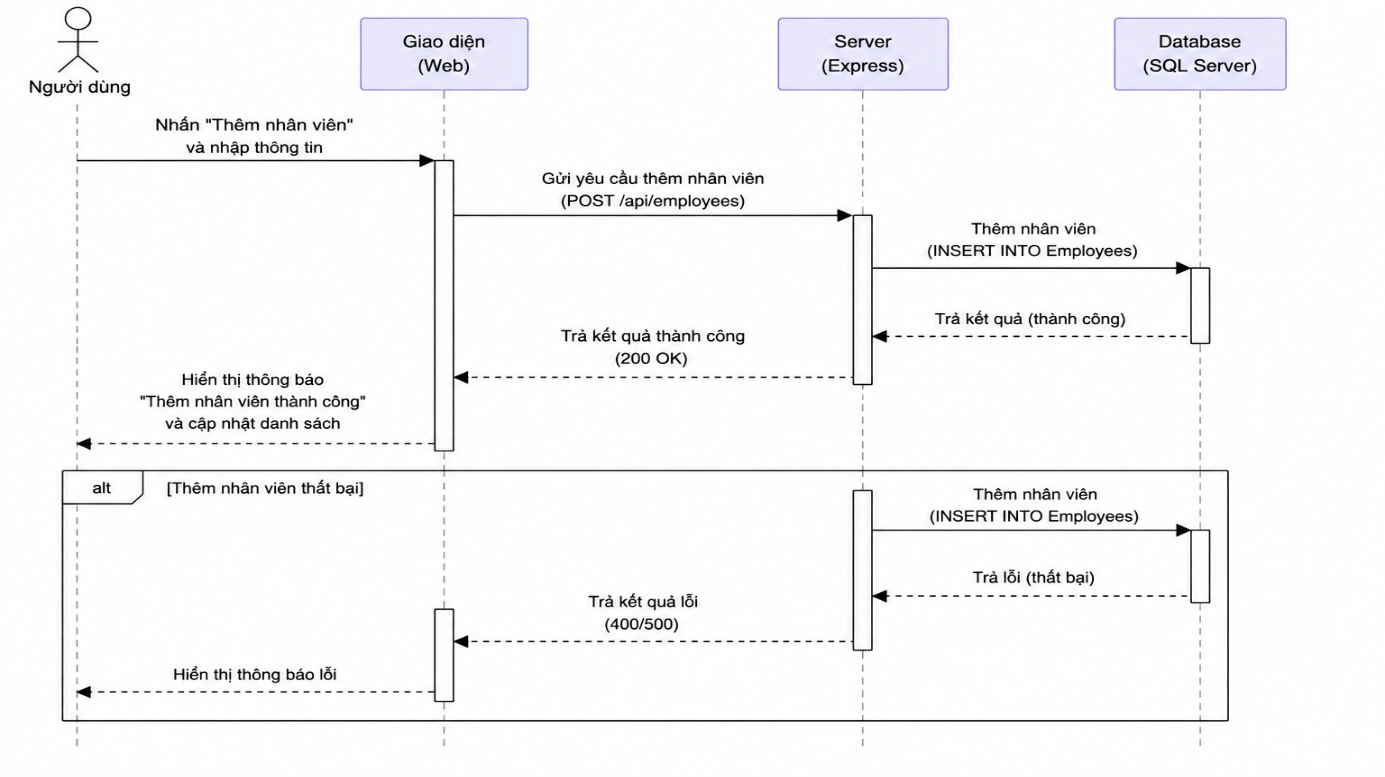 Người dùng
Giao diện
(Web)
Server
(Express)
Database
(SQL Server)
Nhấn "Thêm nhân viên"
và nhập thông tin
Gửi yêu cầu thêm nhân viên
(POST /api/employees)
Thêm nhân viên
(INSERT INTO Employees)
Trả kết quả (thành công)
Trả kết quả thành công
(200 OK)
Hiển thị thông báo
"Thêm nhân viên thành công"
và cập nhật danh sách
alt
[Thêm nhân viên thất bại]
Thêm nhân viên
(INSERT INTO Employees)
Trả lỗi (thất bại)
Trả kết quả lỗi
(400/500)
Hiển thị thông báo lỗi